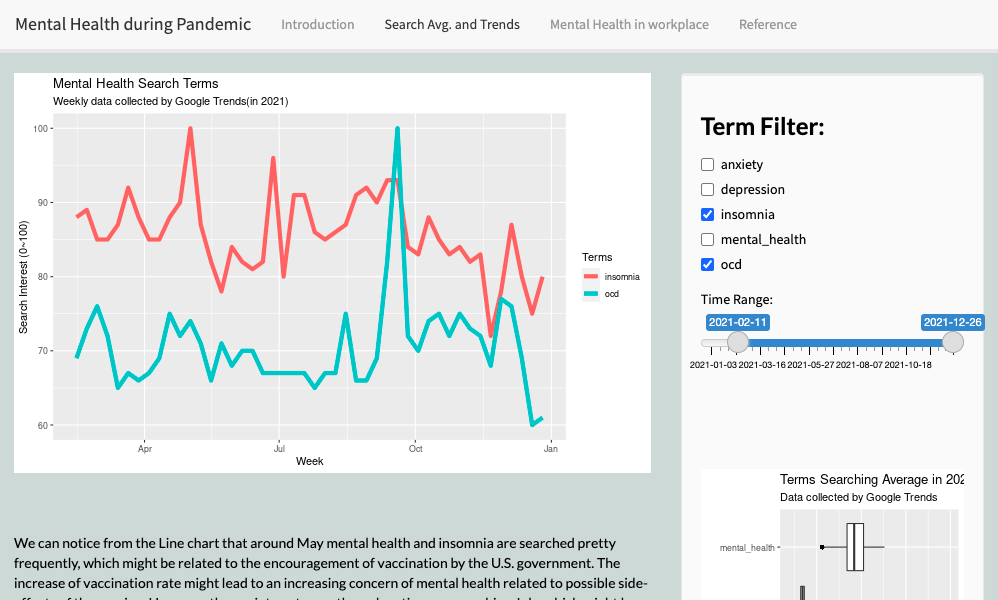 Mental Health during Pandemic
Introduction
Search Avg. and Trends
Mental Health in workplace
Reference
Mental Health Search Terms
Weekly data collected by Google Trends(in 2021)
Search Interest (0~100)
100
90
80
70
60
Apr
Jul
Oct
Jan
Week
Terms
insomnia
ocd
We can notice from the Line chart that around May mental health and insomnia are searched pretty
frequently, which might be related to the encouragement of vaccination by the U.S. government. The
increase of vaccination rate might lead to an increasing concern of mental health related to possible side-
Term Filter:
anxiety
depression
insomnia
mental_health
ocd
Time Range:
2021-02-11
2021-12-26
2021-01-03
2021-03-16
2021-05-27
2021-08-07
2021-10-18
Terms Searching Average in 202
Data collected by Google Trends
mental_health